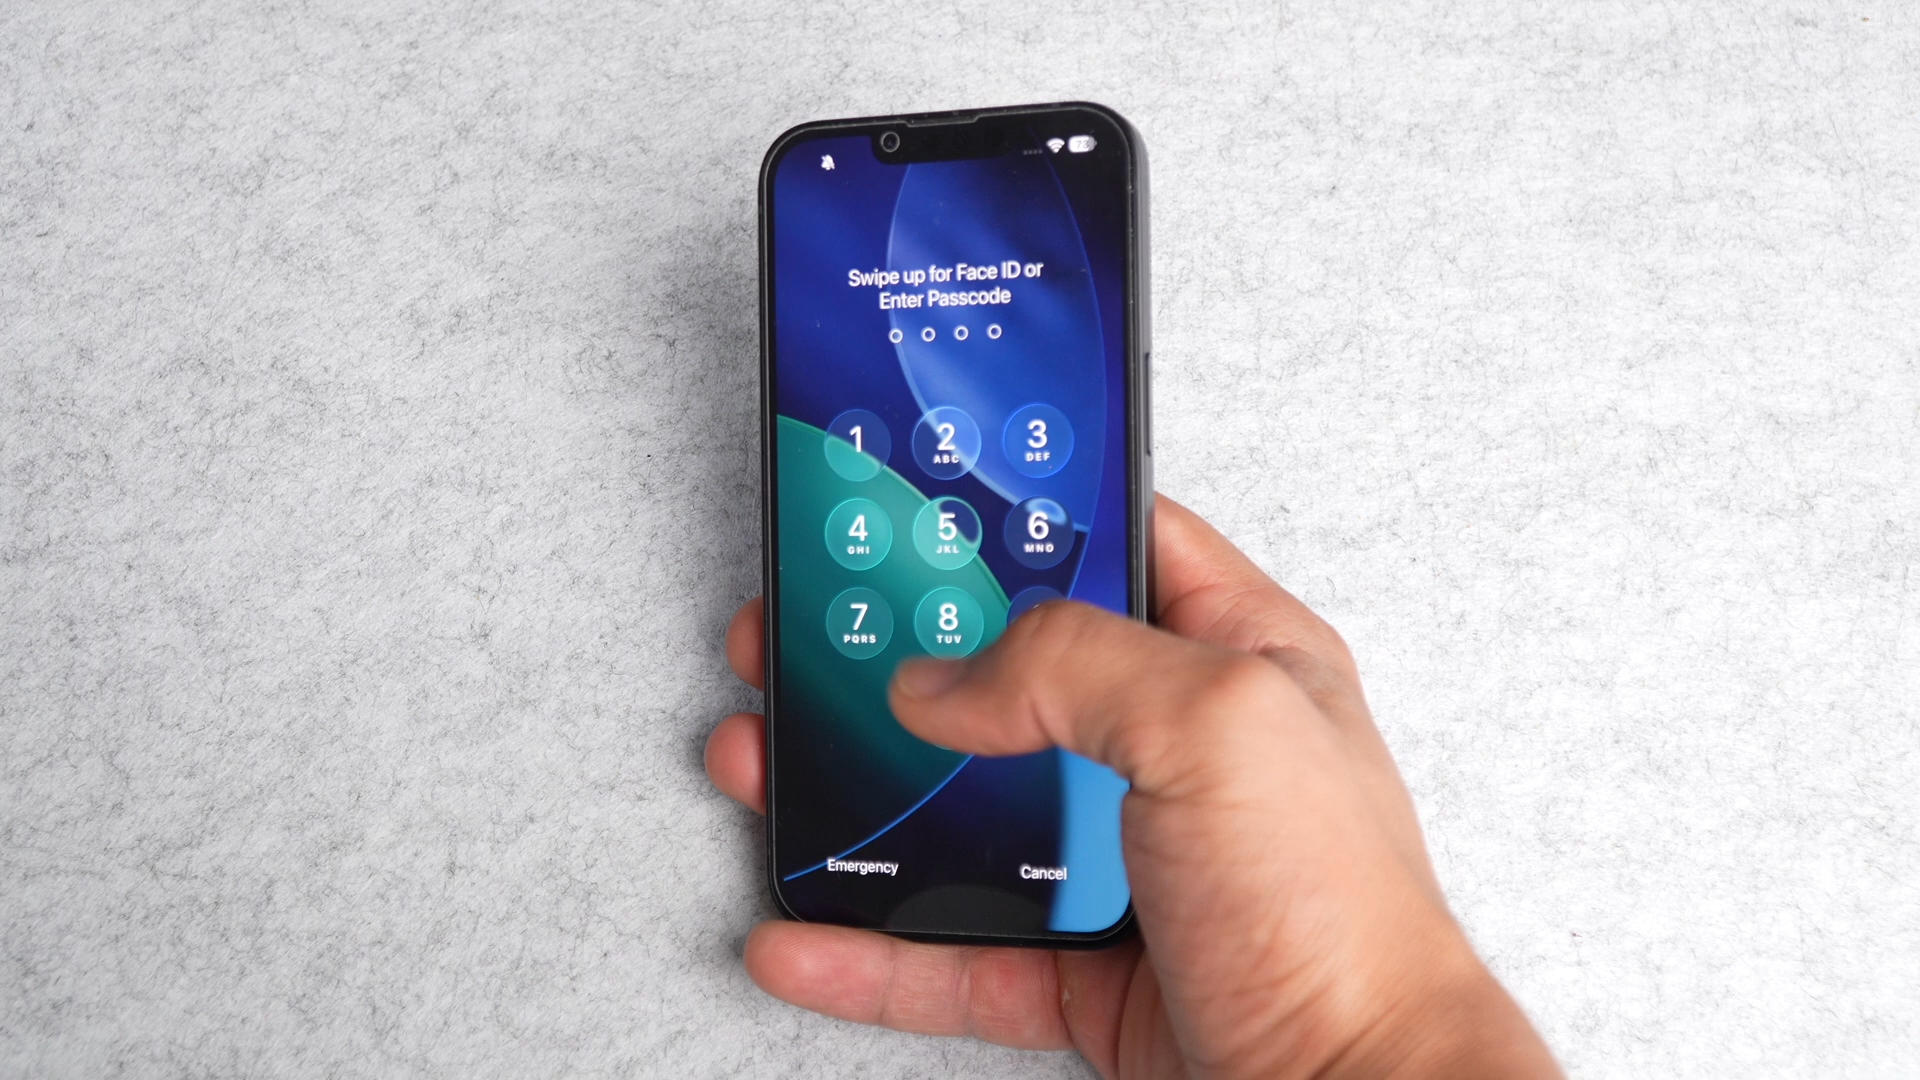 Swipe up for Face ID or
Enter Passcode
1
2
ABC
3
DEF
4
GHI
5
JKL
6
MNO
7
PQRS
8
TUV
Emergency
Cancel